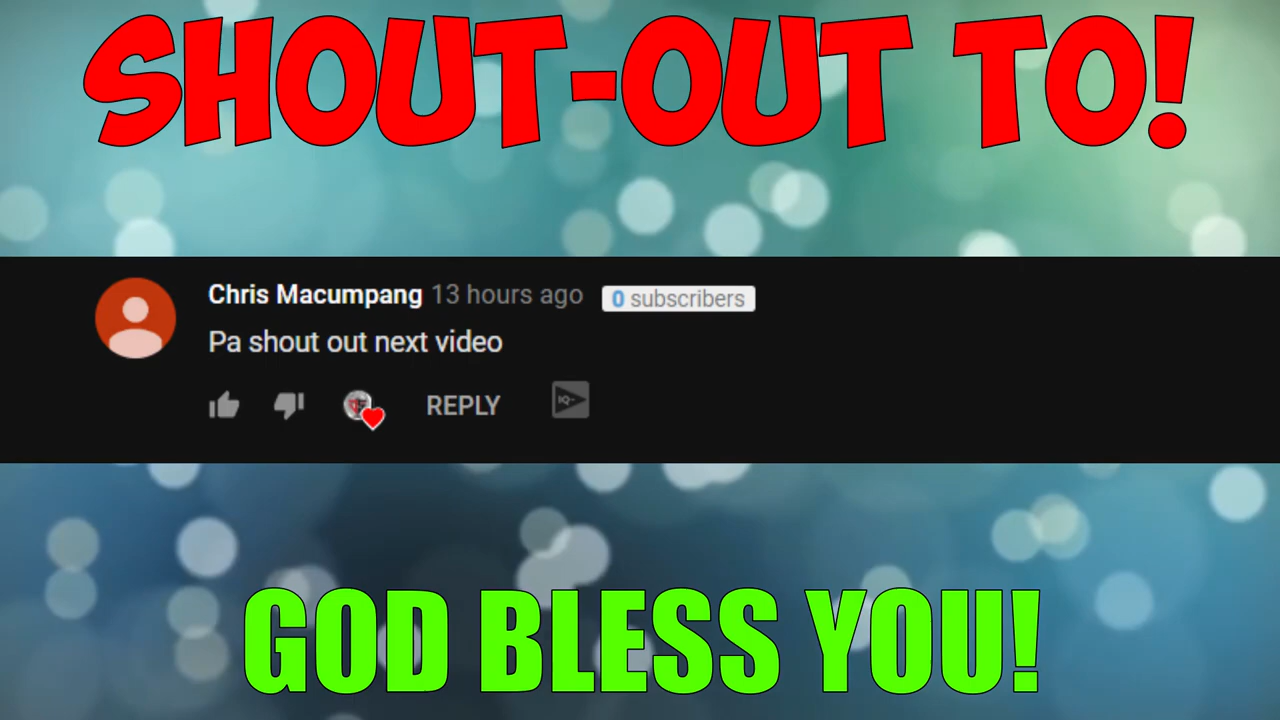 SHOUT-OUT TO!
Chris Macumpang 13 hours ago 0 subscribers
Pa shout out next video
REPLY IQ
GOD BLESS YOU!